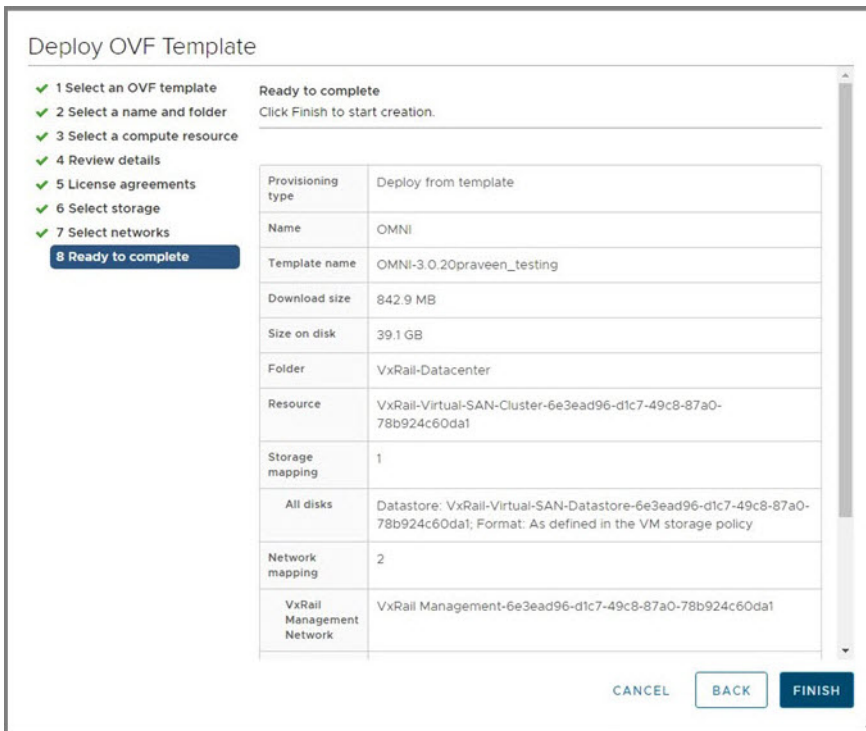 Deploy OVF Template
1 Select an OVF template
2 Select a name and folder
3 Select a compute resource
4 Review details
5 License agreements
6 Select storage
7 Select networks
8 Ready to complete
Ready to complete
Click Finish to start creation.
Provisioning
type
Deploy from template
Name
OMNI
Template name
OMNI-3.0.20praveen_testing
Download size
842.9 MB
Size on disk
39.1 GB
Folder
VxRail-Datacenter
Resource
VxRail-Virtual-SAN-Cluster-6e3ead96-d1c7-49c8-87a0-
78b924c60da1
Storage
mapping
1
All disks
Datastore: VxRail-Virtual-SAN-Datastore-6e3ead96-d1c7-49c8-87a0-
78b924c60da1; Format: As defined in the VM storage policy
Network
mapping
2
VxRail
Management
Network
VxRail Management-6e3ead96-d1c7-49c8-87a0-78b924c60da1
CANCEL
BACK
FINISH